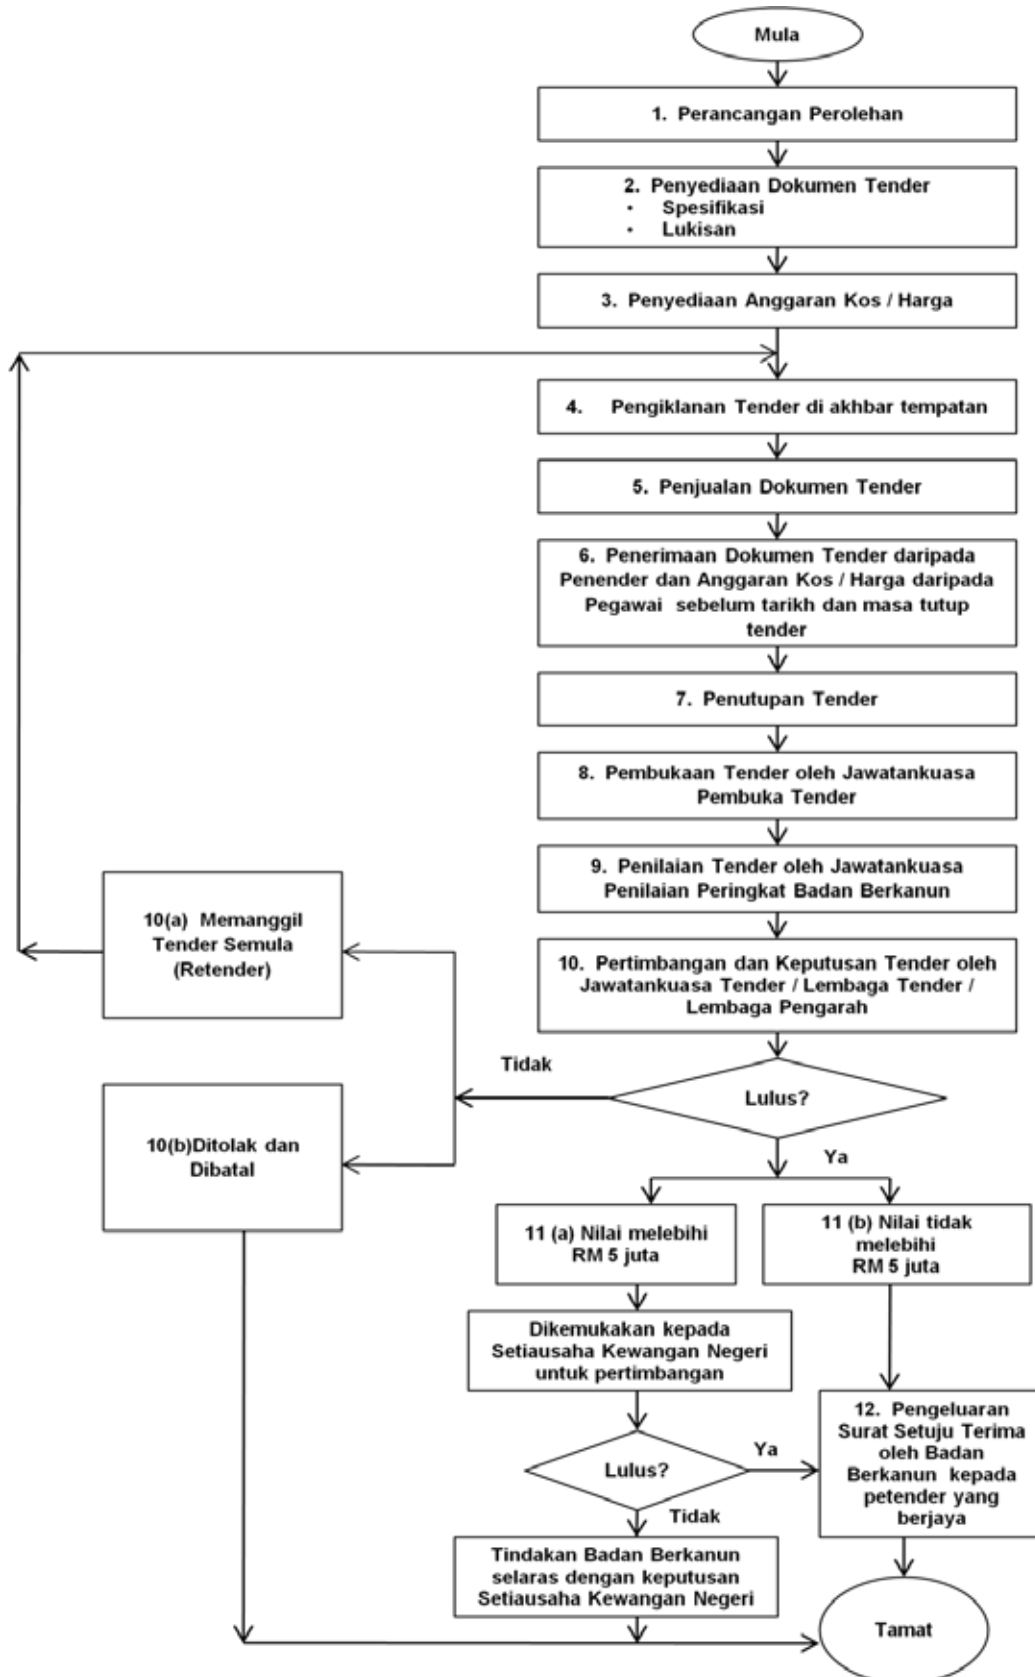 Mula
1. Perancangan Perolehan
2. Penyediaan Dokumen Tender
• Spesifikasi
• Lukisan
3. Penyediaan Anggaran Kos / Harga
4. Pengiklanan Tender di akhbar tempatan
5. Penjualan Dokumen Tender
6. Penerimaan Dokumen Tender daripada
Penender dan Anggaran Kos / Harga daripada
Pegawai sebelum tarikh dan masa tutup
tender
7. Penutupan Tender
8. Pembukaan Tender oleh Jawatankuasa
Pembuka Tender
9. Penilaian Tender oleh Jawatankuasa
Penilaian Peringkat Badan Berkanun
10. Pertimbangan dan Keputusan Tender oleh
Jawatankuasa Tender / Lembaga Tender /
Lembaga Pengarah
10(a) Memanggil
Tender Semula
(Retender)
Tidak
Lulus?
10(b)Ditolak dan
Dibatal
Ya
11 (a) Nilai melebihi
RM 5 juta
11 (b) Nilai tidak
melebihi
RM 5 juta
Dikemukakan kepada
Setiausaha Kewangan Negeri
untuk pertimbangan
12. Pengeluaran
Surat Setuju Terima
oleh Badan
Berkanun kepada
petender yang
berjaya
Lulus?
Ya
Tidak
Tindakan Badan Berkanun
selaras dengan keputusan
Setiausaha Kewangan Negeri
Tamat